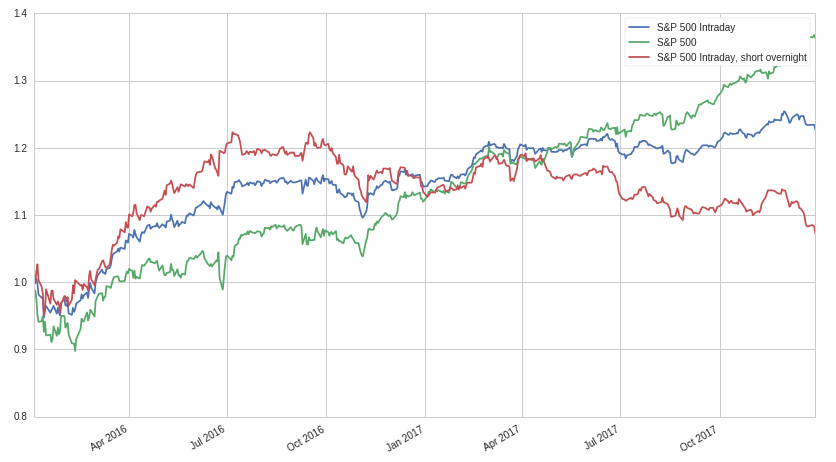 1.4
S&P 500 Intraday
S&P 500
S&P 500 Intraday, short overnight
1.3
1.2
1.1
1.0
0.9
0.8
Apr 2016
Jul 2016
Oct 2016
Jan 2017
Apr 2017
Jul 2017
Oct 2017